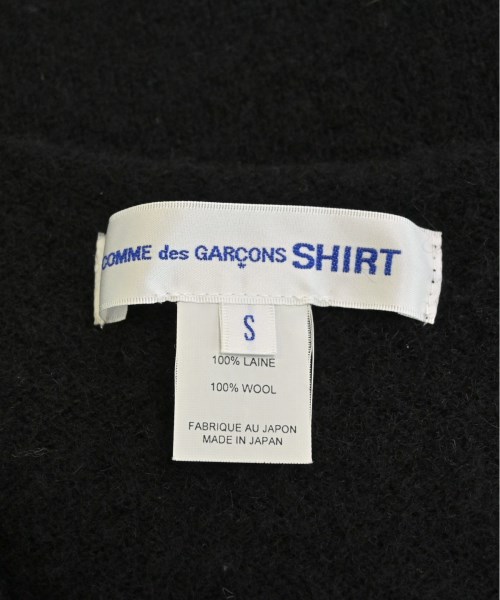 COMME des GARÇONS SHIRT
S
100% LAINE
100% WOOL
FABRIQUE AU JAPON
MADE IN JAPAN